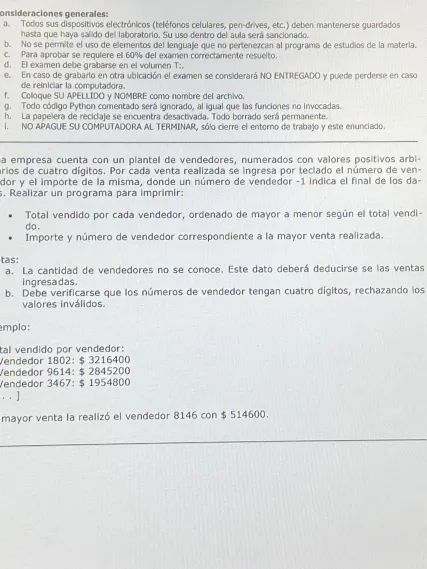 onsideraciones generales:
a. Todos sus dispositivos electrónicos (teléfonos celulares, pen-drives, etc.) deben mantenerse guardados
hasta que haya salido del laboratorio. Su uso dentro del aula será sancionado.
b. No se permite el uso de elementos del lenguaje que no pertenezcan al programa de estudios de la materia.
c. Para aprobar se requiere el 60% del examen correctamente resuelto.
d. El examen debe grabarse en el volumen T:.
e. En caso de grabarlo en otra ubicación el examen se considerará NO ENTREGADO y puede perderse en caso
de reiniciar la computadora.
f. Coloque SU APELLIDO y NOMBRE como nombre del archivo.
g. Todo código Python comentado será ignorado, al igual que las funciones no invocadas.
h. La papelera de reciclaje se encuentra desactivada. Todo borrado será permanente.
i. NO APAGUE SU COMPUTADORA AL TERMINAR, sólo cierre el entorno de trabajo y este enunciado.
a empresa cuenta con un plantel de vendedores, numerados con valores positivos arbi-
arios de cuatro dígitos. Por cada venta realizada se ingresa por teclado el número de ven-
dor y el importe de la misma, donde un número de vendedor -1 indica el final de los da-
s. Realizar un programa para imprimir:
• Total vendido por cada vendedor, ordenado de mayor a menor según el total vendi-
do.
• Importe y número de vendedor correspondiente a la mayor venta realizada.
tas:
a. La cantidad de vendedores no se conoce. Este dato deberá deducirse se las ventas
ingresadas.
b. Debe verificarse que los números de vendedor tengan cuatro dígitos, rechazando los
valores inválidos.
emplo:
tal vendido por vendedor:
Vendedor 1802: $ 3216400
Vendedor 9614: $ 2845200
Vendedor 3467: $ 1954800
. . ]
mayor venta la realizó el vendedor 8146 con $ 514600.